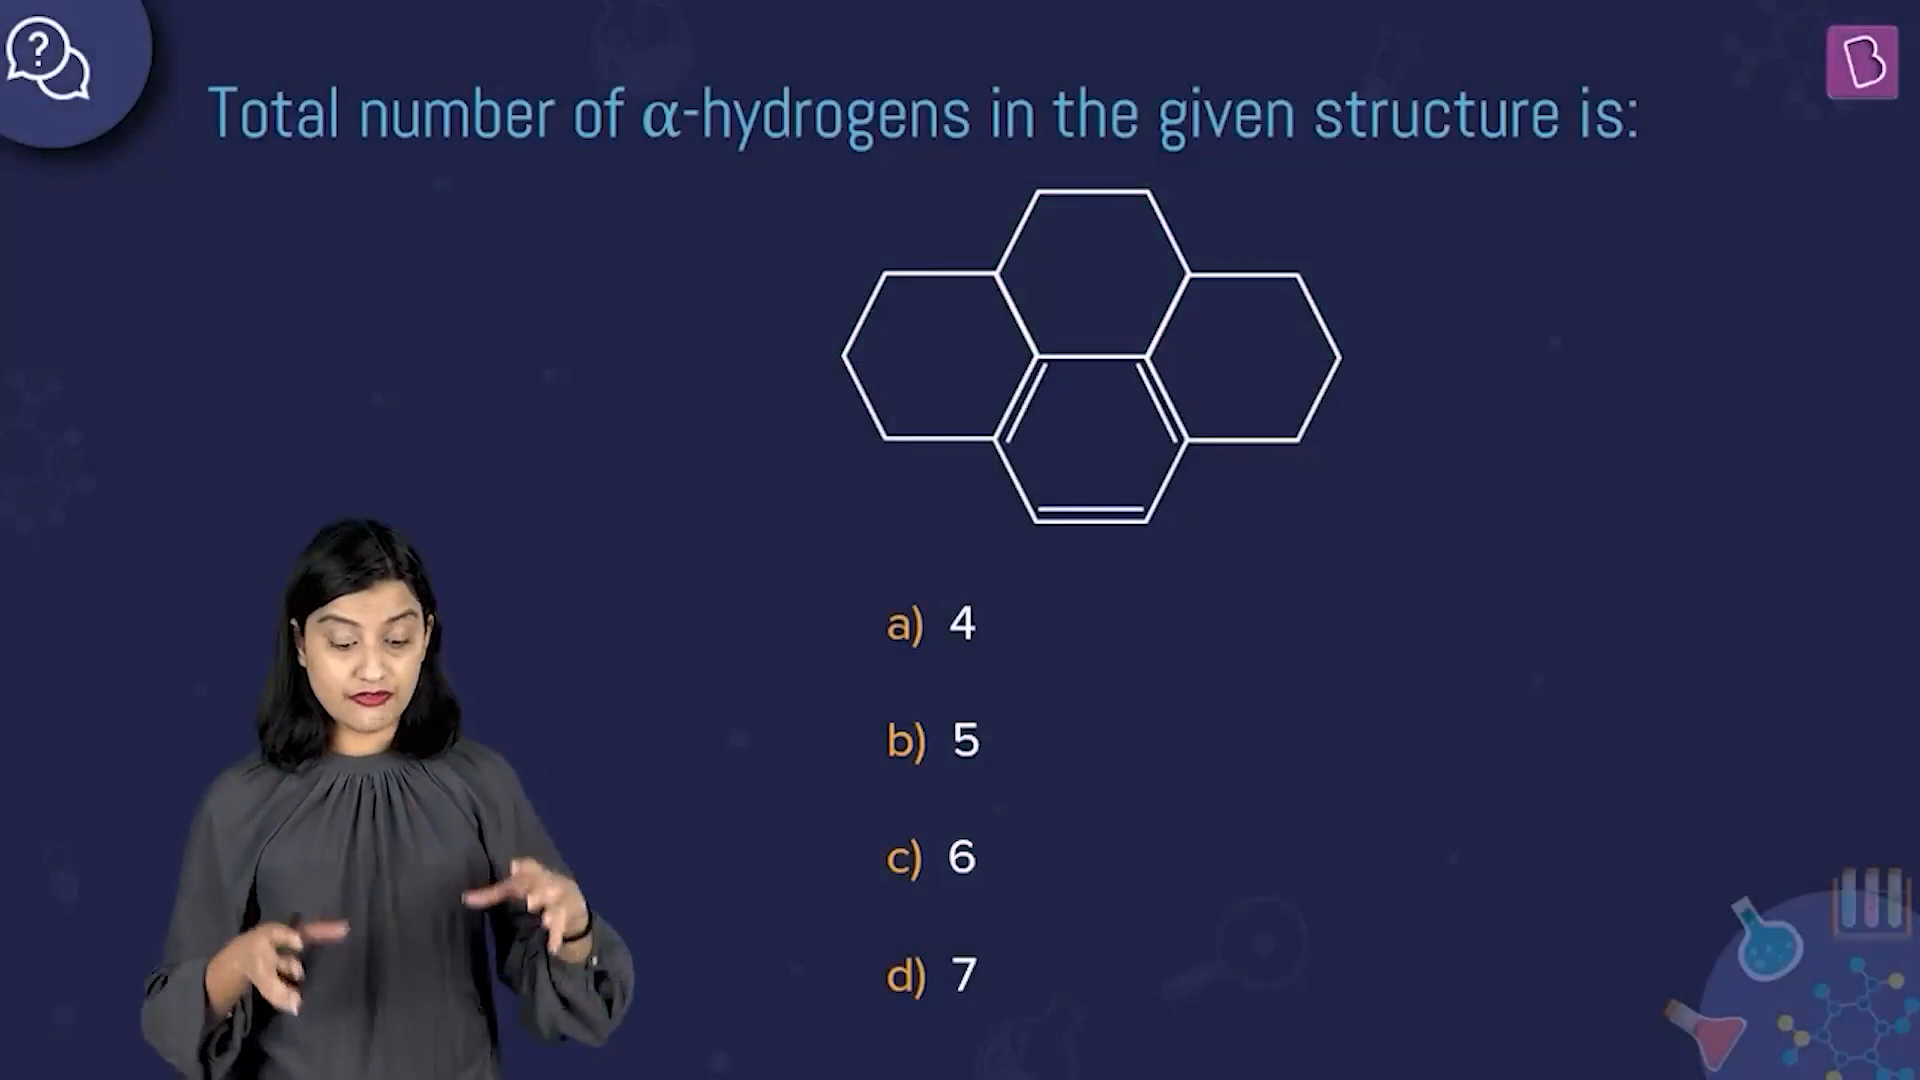 ?
B
Total number of α-hydrogens in the given structure is:
a) 4
b) 5
c) 6
d) 7